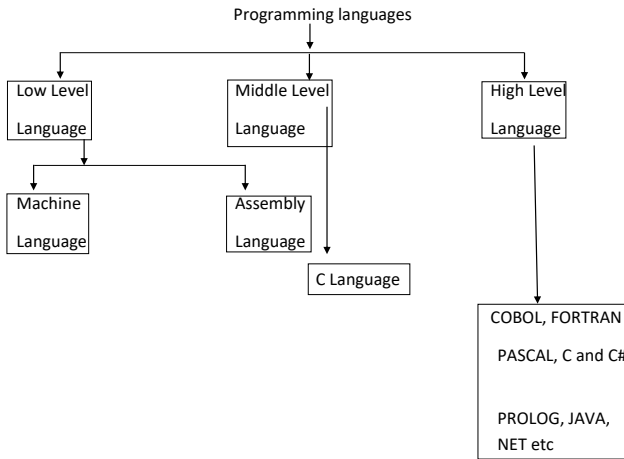 Programming languages
Low Level
Language
Middle Level
Language
High Level
Language
Machine
Language
Assembly
Language
C Language
COBOL, FORTRAN
PASCAL, C and C#
PROLOG, JAVA,
NET etc